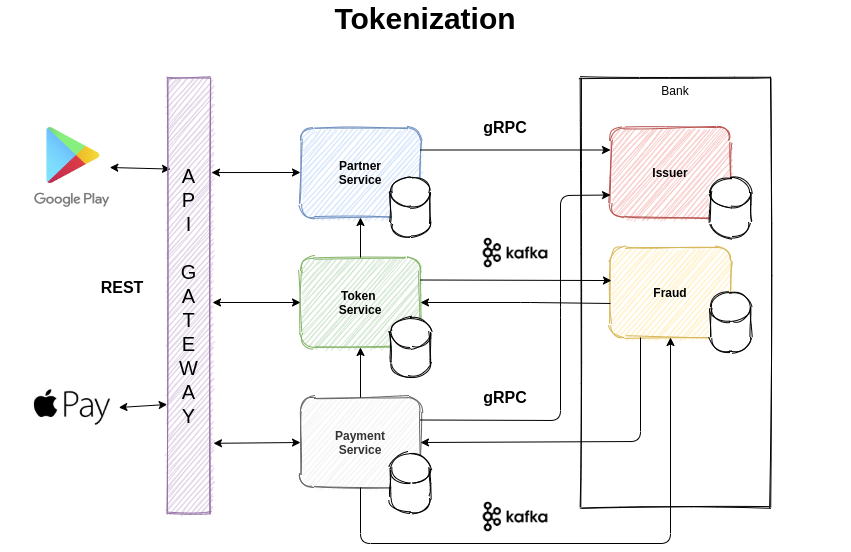 Tokenization
Bank
gRPC
Partner
Service
Issuer
Google Play
API GATEWAY
kafka
REST
Token
Service
Fraud
Pay
gRPC
Payment
Service
kafka